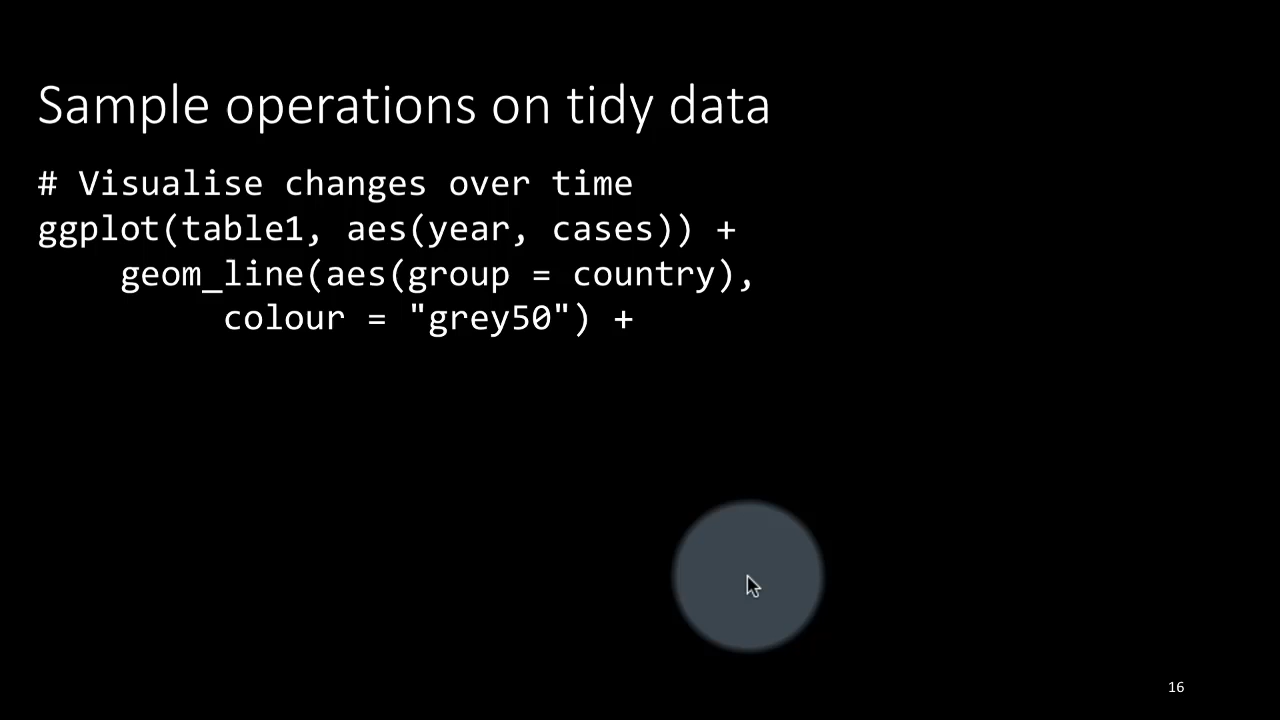 Sample operations on tidy data
# Visualise changes over time
ggplot(table1, aes(year, cases)) +
    geom_line(aes(group = country),
         colour = "grey50") +
16